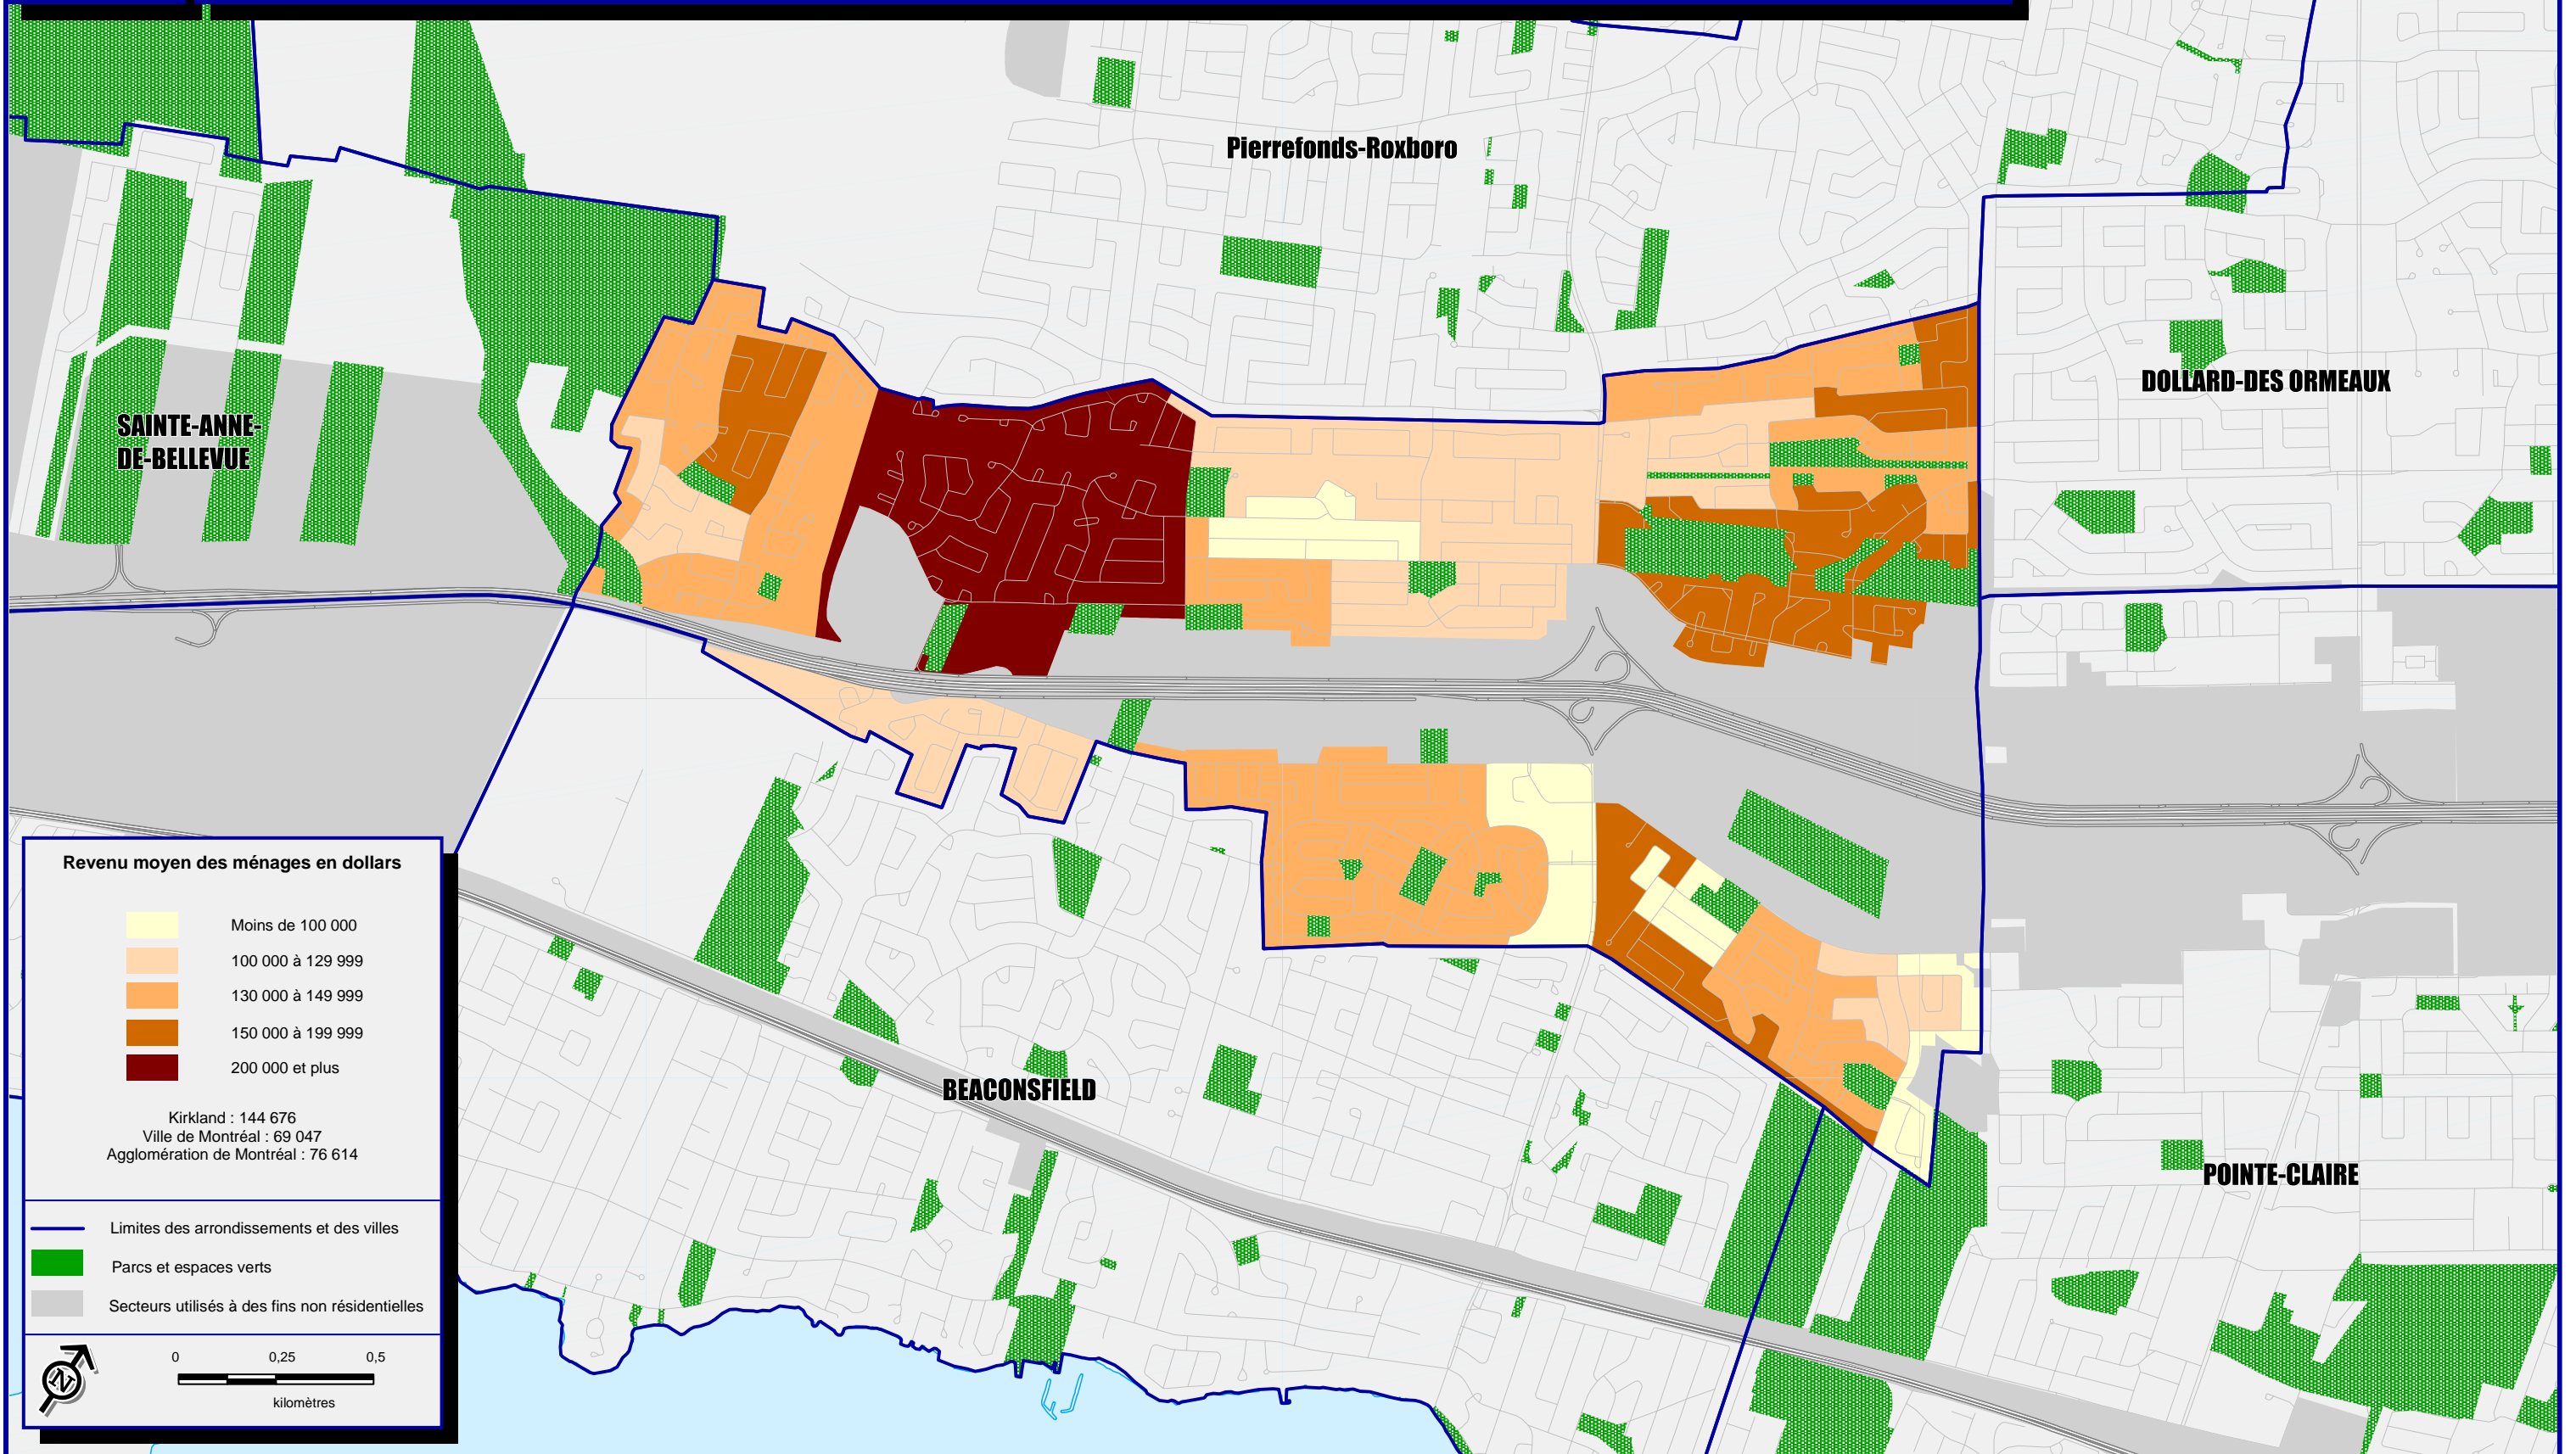 Pierrefonds-Roxboro
DOLLARD-DES ORMEAUX
SAINTE-ANNE-
DE-BELLEVUE
BEACONSFIELD
POINTE-CLAIRE
Revenu moyen des ménages en dollars
Moins de 100 000
100 000 à 129 999
130 000 à 149 999
150 000 à 199 999
200 000 et plus
Kirkland : 144 676
Ville de Montréal : 69 047
Agglomération de Montréal : 76 614
Limites des arrondissements et des villes
Parcs et espaces verts
Secteurs utilisés à des fins non résidentielles
N
0 0,25 0,5
kilomètres